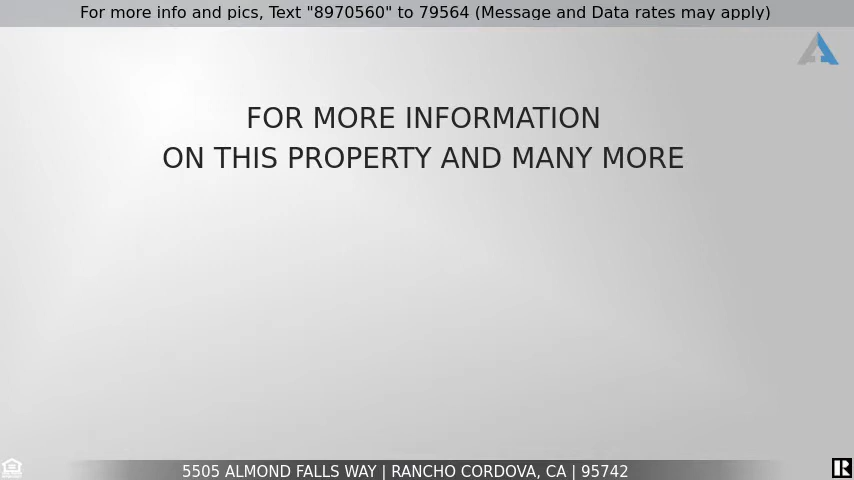 For more info and pics, Text "8970560" to 79564 (Message and Data rates may apply)
FOR MORE INFORMATION
ON THIS PROPERTY AND MANY MORE
5505 ALMOND FALLS WAY | RANCHO CORDOVA, CA | 95742